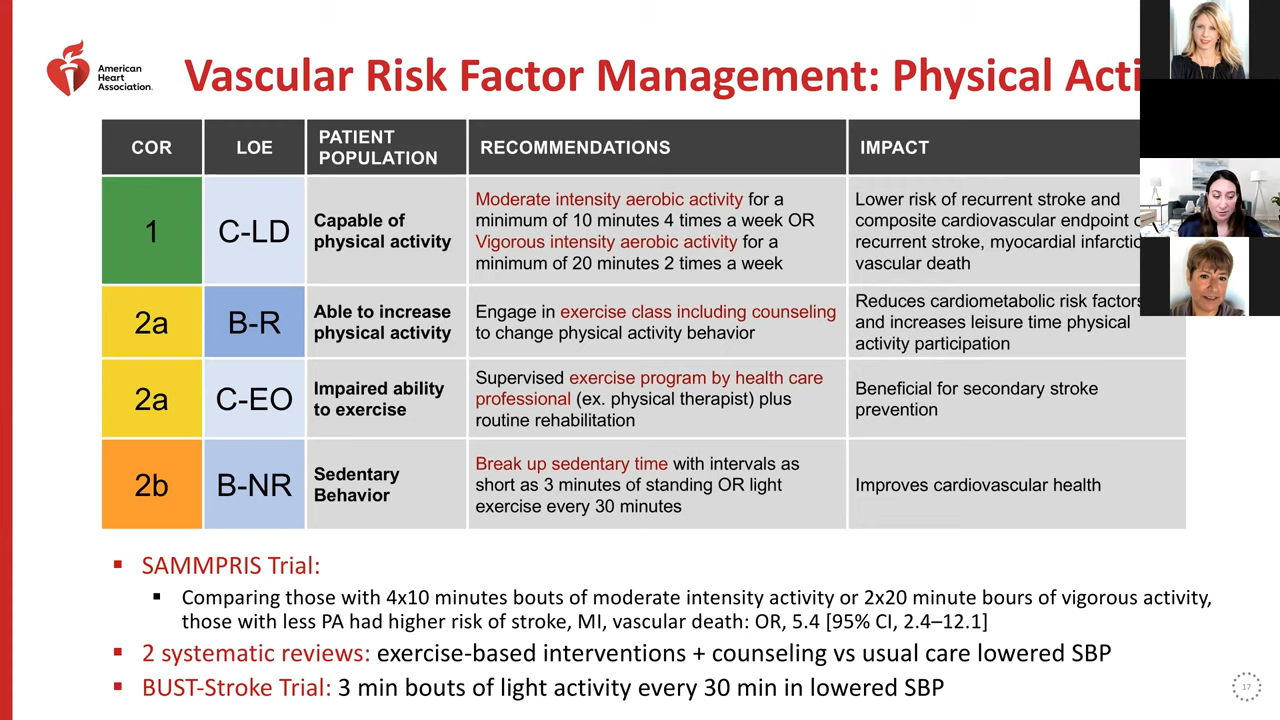 American
Heart
Association.
Vascular Risk Factor Management: Physical Acti
COR
LOE
PATIENT
POPULATION
RECOMMENDATIONS
IMPACT
1
C-LD
Capable of
physical activity
Moderate intensity aerobic activity for a
minimum of 10 minutes 4 times a week OR
Vigorous intensity aerobic activity for a
minimum of 20 minutes 2 times a week
Lower risk of recurrent stroke and
composite cardiovascular endpoint
recurrent stroke, myocardial infarctio
vascular death
2a
B-R
Able to increase
physical activity
Engage in exercise class including counseling
to change physical activity behavior
Reduces cardiometabolic risk factors
and increases leisure time physical
activity participation
2a
C-EO
Impaired ability
to exercise
Supervised exercise program by health care
professional (ex. physical therapist) plus
routine rehabilitation
Beneficial for secondary stroke
prevention
2b
B-NR
Sedentary
Behavior
Break up sedentary time with intervals as
short as 3 minutes of standing OR light
exercise every 30 minutes
Improves cardiovascular health
SAMMPRIS Trial:
Comparing those with 4x10 minutes bouts of moderate intensity activity or 2x20 minute bours of vigorous activity,
those with less PA had higher risk of stroke, MI, vascular death: OR, 5.4 [95% CI, 2.4–12.1]
2 systematic reviews: exercise-based interventions + counseling vs usual care lowered SBP
BUST-Stroke Trial: 3 min bouts of light activity every 30 min in lowered SBP
17